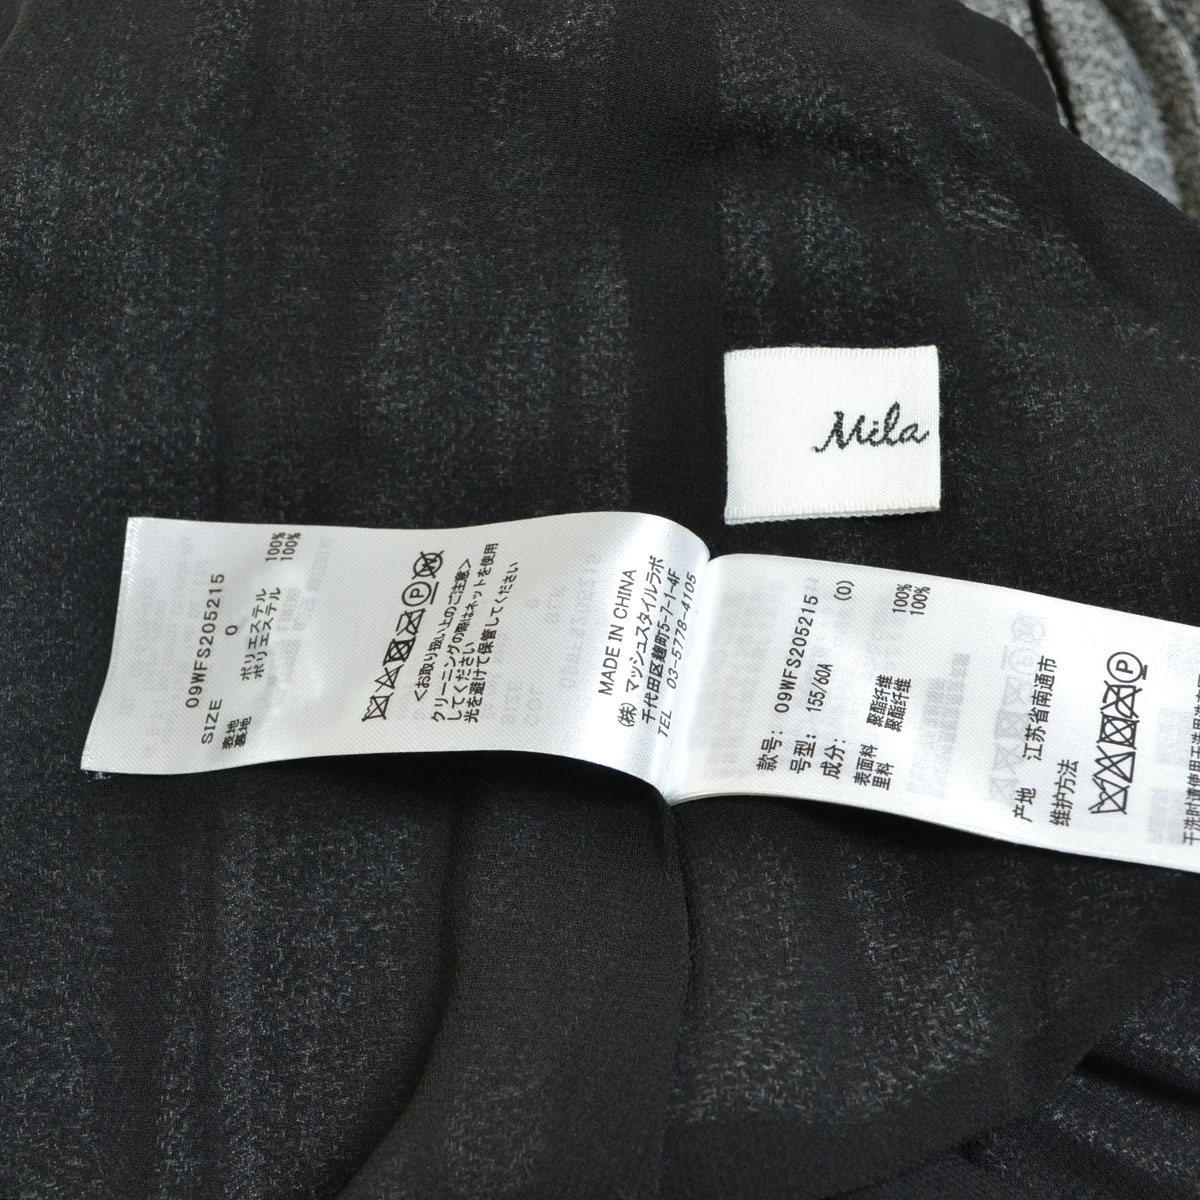 Mila
09WFS205215
SIZE 0
表地 ポリエステル 100%
裏地 ポリエステル 100%
<お取り扱い上のご注意>
クリーニングの際はネットを使用
してください
光を避けて保管してください
MADE IN CHINA
(株) マッシュスタイルラボ
千代田区麹町5-7-1-4F
TEL 03-5778-4105
款号: 09WFS205215
号型: 155/60A (0)
成分:
表面料 聚酯纤维 100%
里料 聚酯纤维 100%
产地 江苏省南通市
维护方法
干洗时请使用